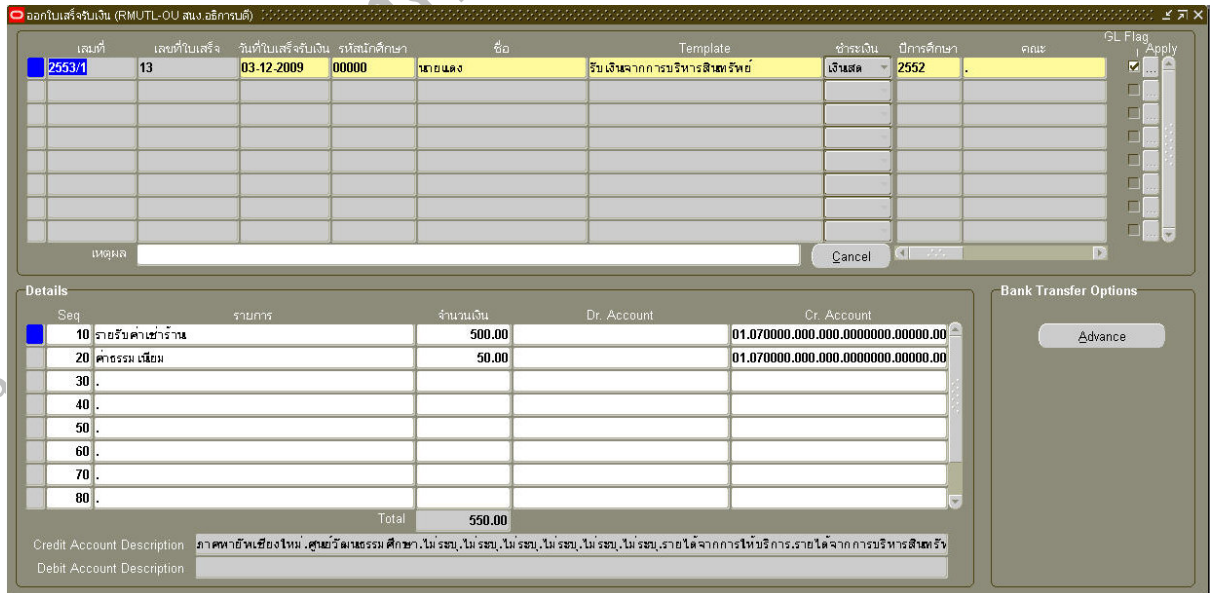 ออกใบเสร็จรับเงิน (RMUTL-OU สนง.อธิการบดี)
GL Flag
เล่มที่ เลขที่ใบเสร็จ วันที่ใบเสร็จรับเงิน รหัสนักศึกษา ชื่อ Template ชำระเงิน ปีการศึกษา คณะ Apply
2553/1 13 03-12-2009 00000 นายแดง รับเงินจากการบริหารสินทรัพย์ เงินสด 2552 . ...
เหตุผล Cancel
Details Bank Transfer Options
Seq รายการ จำนวนเงิน Dr. Account Cr. Account
10 รายรับค่าเช่าร้าน 500.00 01.070000.000.000.0000000.00000.00 Advance
20 ค่าธรรมเนียม 50.00 01.070000.000.000.0000000.00000.00
30 .
40 .
50 .
60 .
70 .
80 .
Total 550.00
Credit Account Description ภาคพายัพเชียงใหม่.ศูนย์วัฒนธรรมศึกษา.ไม่ระบุ.ไม่ระบุ.ไม่ระบุ.ไม่ระบุ.ไม่ระบุ.ไม่ระบุ.รายได้จากการให้บริการ.รายได้จากการบริหารสินทรัพ
Debit Account Description